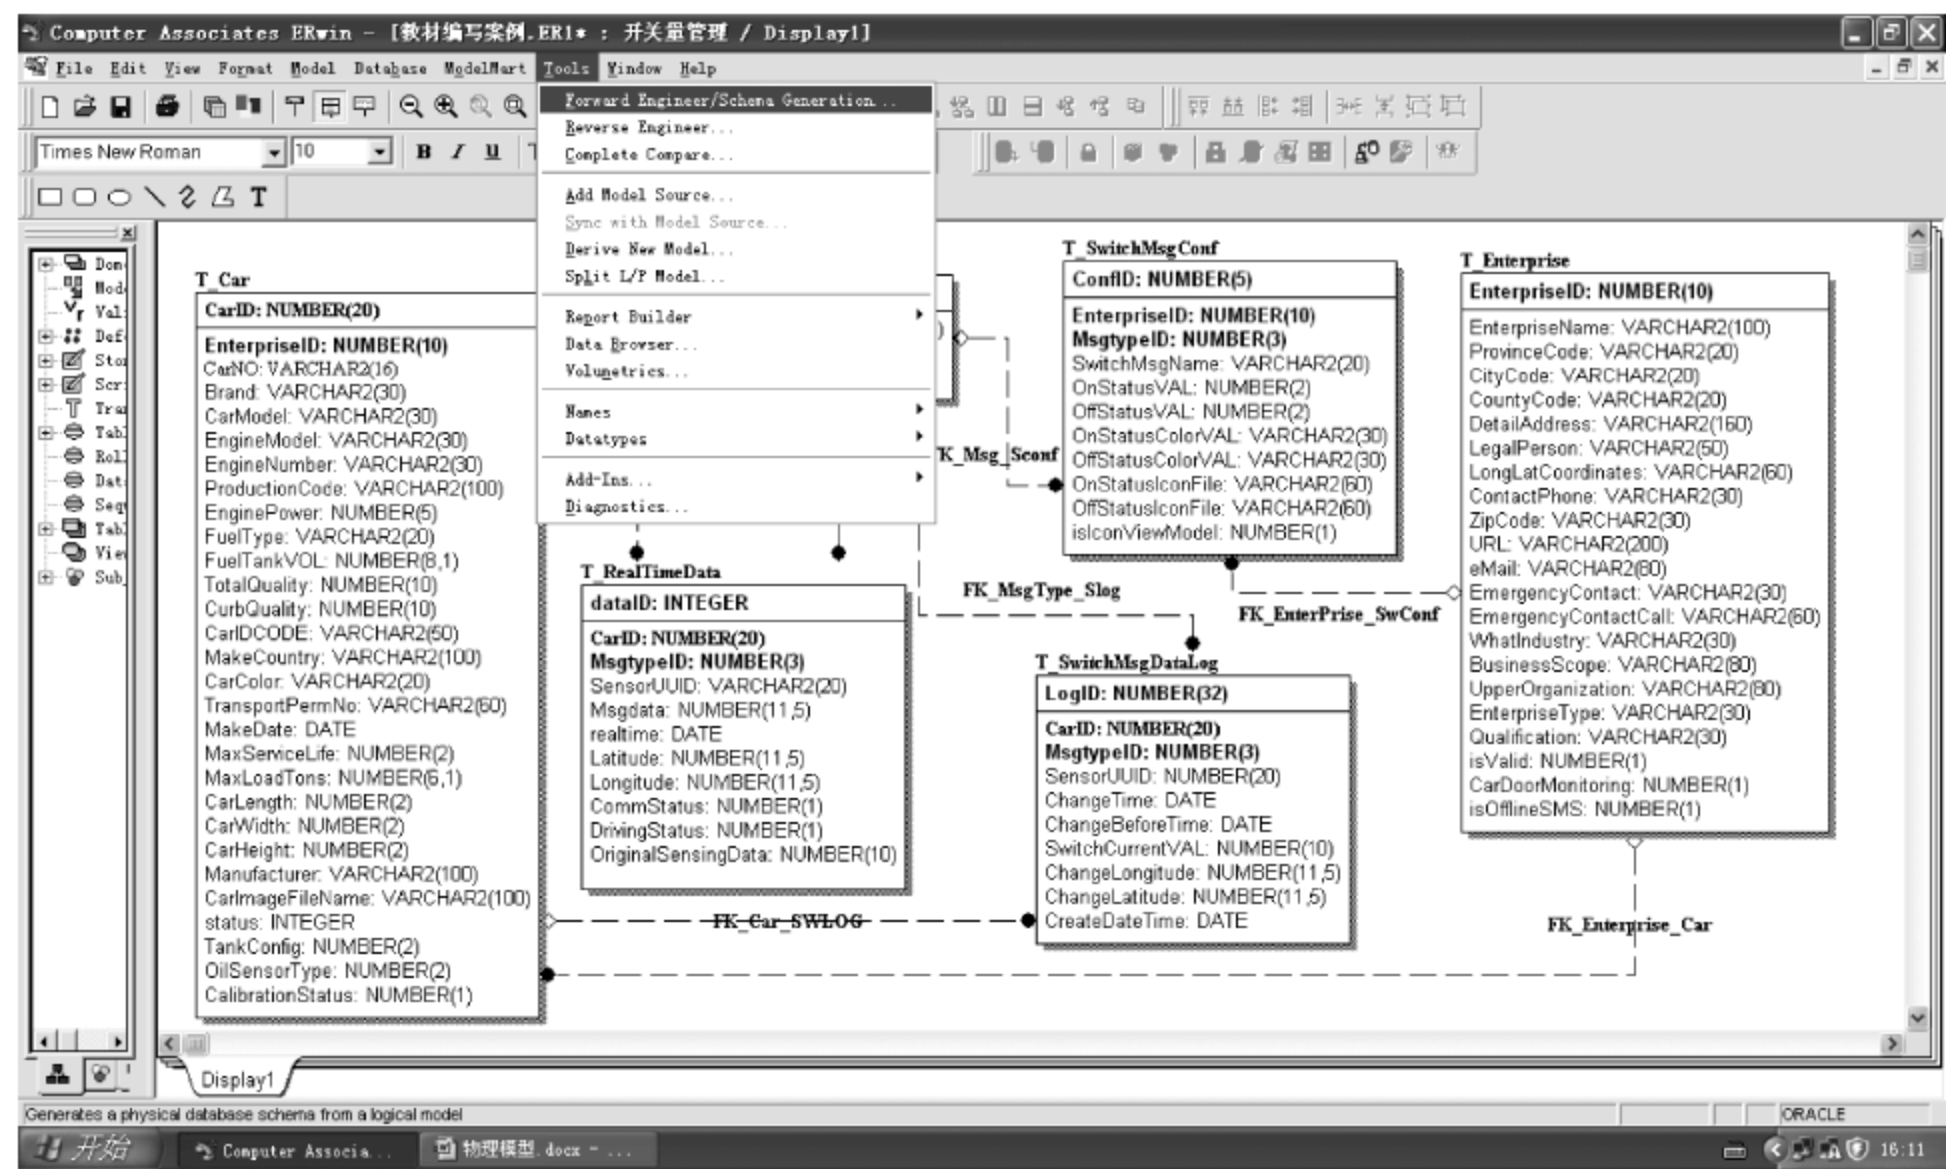 Computer Associates ERwin - [教材编写案例.ER1* : 开关量管理 / Display1]
File Edit View Format Model Database ModelMart Tools Window Help
Times New Roman 10 B I U
T
Forward Engineer/Schema Generation...
Reverse Engineer...
Complete Compare...
Add Model Source...
Sync with Model Source...
Derive New Model...
Split L/P Model...
Report Builder
Data Browser...
Volumetrics...
Names
Datatypes
Add-Ins...
Diagnostics...
Dom
Mod
Val
Def
Sto
Scr
Tra
Tabl
Roll
Dat
Seq
Tabl
Vie
Sub_
T_Car
CarID: NUMBER(20)
EnterpriseID: NUMBER(10)
CarNO: VARCHAR2(16)
Brand: VARCHAR2(30)
CarModel: VARCHAR2(30)
EngineModel: VARCHAR2(30)
EngineNumber: VARCHAR2(30)
ProductionCode: VARCHAR2(100)
EnginePower: NUMBER(5)
FuelType: VARCHAR2(20)
FuelTankVOL: NUMBER(8,1)
TotalQuality: NUMBER(10)
CurbQuality: NUMBER(10)
CarIDCODE: VARCHAR2(50)
MakeCountry: VARCHAR2(100)
CarColor: VARCHAR2(20)
TransportPermNo: VARCHAR2(60)
MakeDate: DATE
MaxServiceLife: NUMBER(2)
MaxLoadTons: NUMBER(6,1)
CarLength: NUMBER(2)
CarWidth: NUMBER(2)
CarHeight: NUMBER(2)
Manufacturer: VARCHAR2(100)
CarImageFileName: VARCHAR2(100)
status: INTEGER
TankConfig: NUMBER(2)
OilSensorType: NUMBER(2)
CalibrationStatus: NUMBER(1)
T_RealTimeData
dataID: INTEGER
CarID: NUMBER(20)
MsgtypeID: NUMBER(3)
SensorUUID: VARCHAR2(20)
Msgdata: NUMBER(11,5)
realtime: DATE
Latitude: NUMBER(11,5)
Longitude: NUMBER(11,5)
CommStatus: NUMBER(1)
DrivingStatus: NUMBER(1)
OriginalSensingData: NUMBER(10)
FK_Car_SWLOG
T_SwitchMsgConf
ConfID: NUMBER(5)
EnterpriseID: NUMBER(10)
MsgtypeID: NUMBER(3)
SwitchMsgName: VARCHAR2(20)
OnStatusVAL: NUMBER(2)
OffStatusVAL: NUMBER(2)
OnStatusColorVAL: VARCHAR2(30)
OffStatusColorVAL: VARCHAR2(30)
OnStatusIconFile: VARCHAR2(60)
OffStatusIconFile: VARCHAR2(60)
isIconViewModel: NUMBER(1)
K_Msg_Sconf
FK_MsgType_Slog
FK_EnterPrise_SwConf
T_SwitchMsgDataLog
LogID: NUMBER(32)
CarID: NUMBER(20)
MsgtypeID: NUMBER(3)
SensorUUID: NUMBER(20)
ChangeTime: DATE
ChangeBeforeTime: DATE
SwitchCurrentVAL: NUMBER(10)
ChangeLongitude: NUMBER(11,5)
ChangeLatitude: NUMBER(11,5)
CreateDateTime: DATE
T_Enterprise
EnterpriseID: NUMBER(10)
EnterpriseName: VARCHAR2(100)
ProvinceCode: VARCHAR2(20)
CityCode: VARCHAR2(20)
CountyCode: VARCHAR2(20)
DetailAddress: VARCHAR2(160)
LegalPerson: VARCHAR2(50)
LongLatCoordinates: VARCHAR2(60)
ContactPhone: VARCHAR2(30)
ZipCode: VARCHAR2(30)
URL: VARCHAR2(200)
eMail: VARCHAR2(80)
EmergencyContact: VARCHAR2(30)
EmergencyContactCall: VARCHAR2(60)
WhatIndustry: VARCHAR2(30)
BusinessScope: VARCHAR2(80)
UpperOrganization: VARCHAR2(80)
EnterpriseType: VARCHAR2(30)
Qualification: VARCHAR2(30)
isValid: NUMBER(1)
CarDoorMonitoring: NUMBER(1)
isOfflineSMS: NUMBER(1)
FK_Enterprise_Car
Display1
Generates a physical database schema from a logical model
ORACLE
开始
Computer Associa...
物理模型.docx - ...
16:11